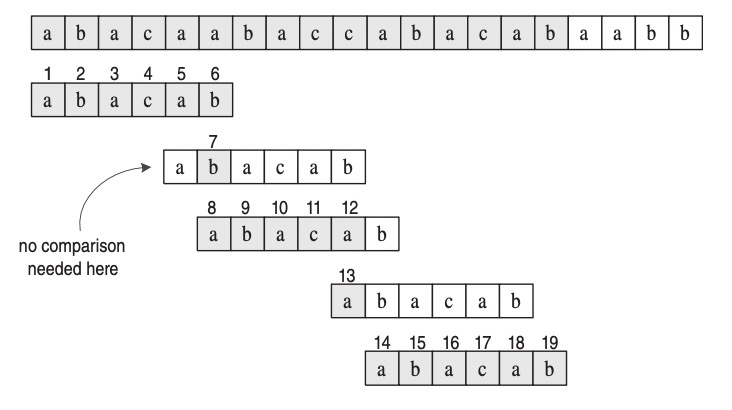 a b a c a a b a c c a b a c a b a a b b
1 2 3 4 5 6
a b a c a b
7
a b a c a b
8 9 10 11 12
a b a c a b
no comparison
needed here
13
a b a c a b
14 15 16 17 18 19
a b a c a b